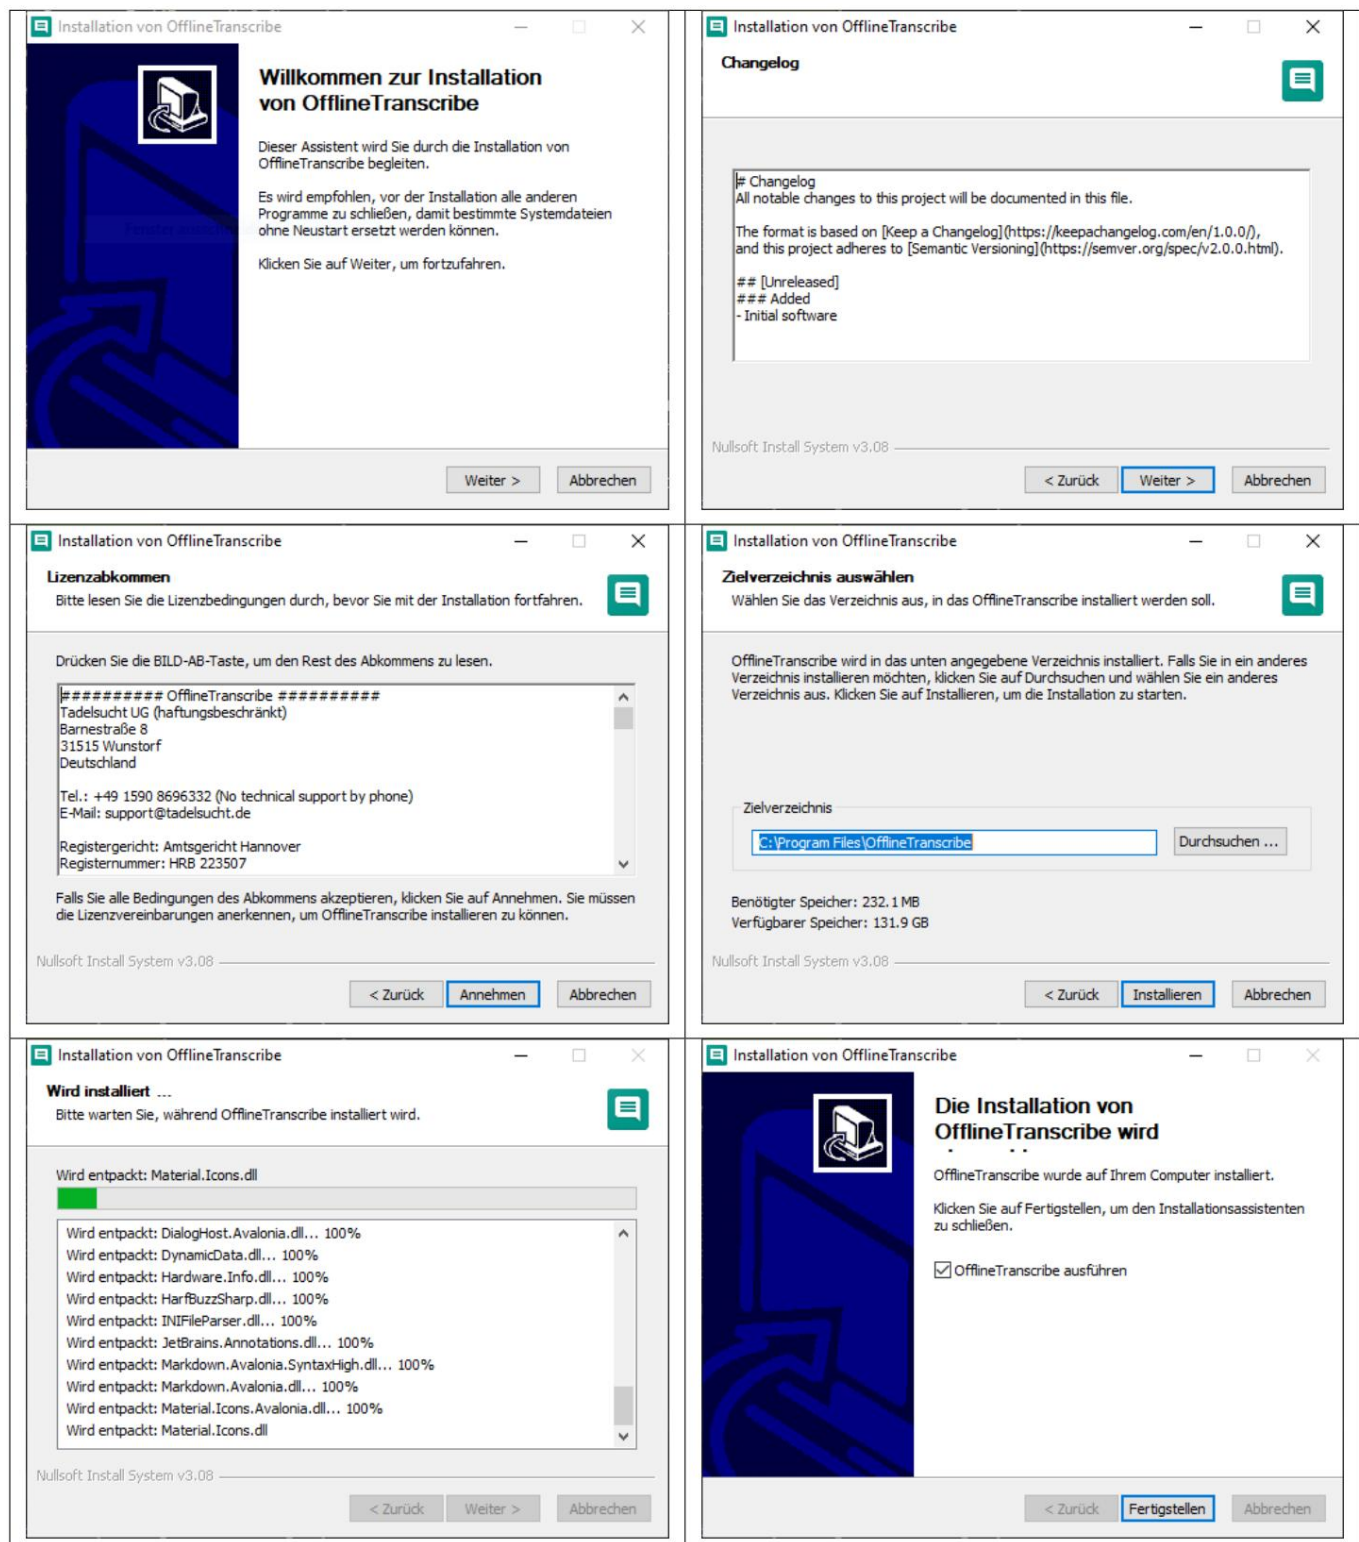 Installation von OfflineTranscribe
Willkommen zur Installation
von OfflineTranscribe
Dieser Assistent wird Sie durch die Installation von
OfflineTranscribe begleiten.
Es wird empfohlen, vor der Installation alle anderen
Programme zu schließen, damit bestimmte Systemdateien
ohne Neustart ersetzt werden können.
Klicken Sie auf Weiter, um fortzufahren.
Weiter >
Abbrechen
Installation von OfflineTranscribe
Changelog
# Changelog
All notable changes to this project will be documented in this file.
The format is based on [Keep a Changelog](https://keepachangelog.com/en/1.0.0/),
and this project adheres to [Semantic Versioning](https://semver.org/spec/v2.0.0.html).
## [Unreleased]
### Added
- Initial software
Nullsoft Install System v3.08
< Zurück
Weiter >
Abbrechen
Installation von OfflineTranscribe
Lizenzabkommen
Bitte lesen Sie die Lizenzbedingungen durch, bevor Sie mit der Installation fortfahren.
Drücken Sie die BILD-AB-Taste, um den Rest des Abkommens zu lesen.
########## OfflineTranscribe ##########
Tadelsucht UG (haftungsbeschränkt)
Barnestraße 8
31515 Wunstorf
Deutschland
Tel.: +49 1590 8696332 (No technical support by phone)
E-Mail: support@tadelsucht.de
Registergericht: Amtsgericht Hannover
Registernummer: HRB 223507
Falls Sie alle Bedingungen des Abkommens akzeptieren, klicken Sie auf Annehmen. Sie müssen
die Lizenzvereinbarungen anerkennen, um OfflineTranscribe installieren zu können.
Nullsoft Install System v3.08
< Zurück
Annehmen
Abbrechen
Installation von OfflineTranscribe
Zielverzeichnis auswählen
Wählen Sie das Verzeichnis aus, in das OfflineTranscribe installiert werden soll.
OfflineTranscribe wird in das unten angegebene Verzeichnis installiert. Falls Sie in ein anderes
Verzeichnis installieren möchten, klicken Sie auf Durchsuchen und wählen Sie ein anderes
Verzeichnis aus. Klicken Sie auf Installieren, um die Installation zu starten.
Zielverzeichnis
C:\Program Files\OfflineTranscribe
Durchsuchen ...
Benötigter Speicher: 232.1 MB
Verfügbarer Speicher: 131.9 GB
Nullsoft Install System v3.08
< Zurück
Installieren
Abbrechen
Installation von OfflineTranscribe
Wird installiert ...
Bitte warten Sie, während OfflineTranscribe installiert wird.
Wird entpackt: Material.Icons.dll
Wird entpackt: DialogHost.Avalonia.dll... 100%
Wird entpackt: DynamicData.dll... 100%
Wird entpackt: Hardware.Info.dll... 100%
Wird entpackt: HarfBuzzSharp.dll... 100%
Wird entpackt: INIFileParser.dll... 100%
Wird entpackt: JetBrains.Annotations.dll... 100%
Wird entpackt: Markdown.Avalonia.SyntaxHigh.dll... 100%
Wird entpackt: Markdown.Avalonia.dll... 100%
Wird entpackt: Material.Icons.Avalonia.dll... 100%
Wird entpackt: Material.Icons.dll
Nullsoft Install System v3.08
< Zurück
Weiter >
Abbrechen
Installation von OfflineTranscribe
Die Installation von
OfflineTranscribe wird
OfflineTranscribe wurde auf Ihrem Computer installiert.
Klicken Sie auf Fertigstellen, um den Installationsassistenten
zu schließen.
OfflineTranscribe ausführen
< Zurück
Fertigstellen
Abbrechen